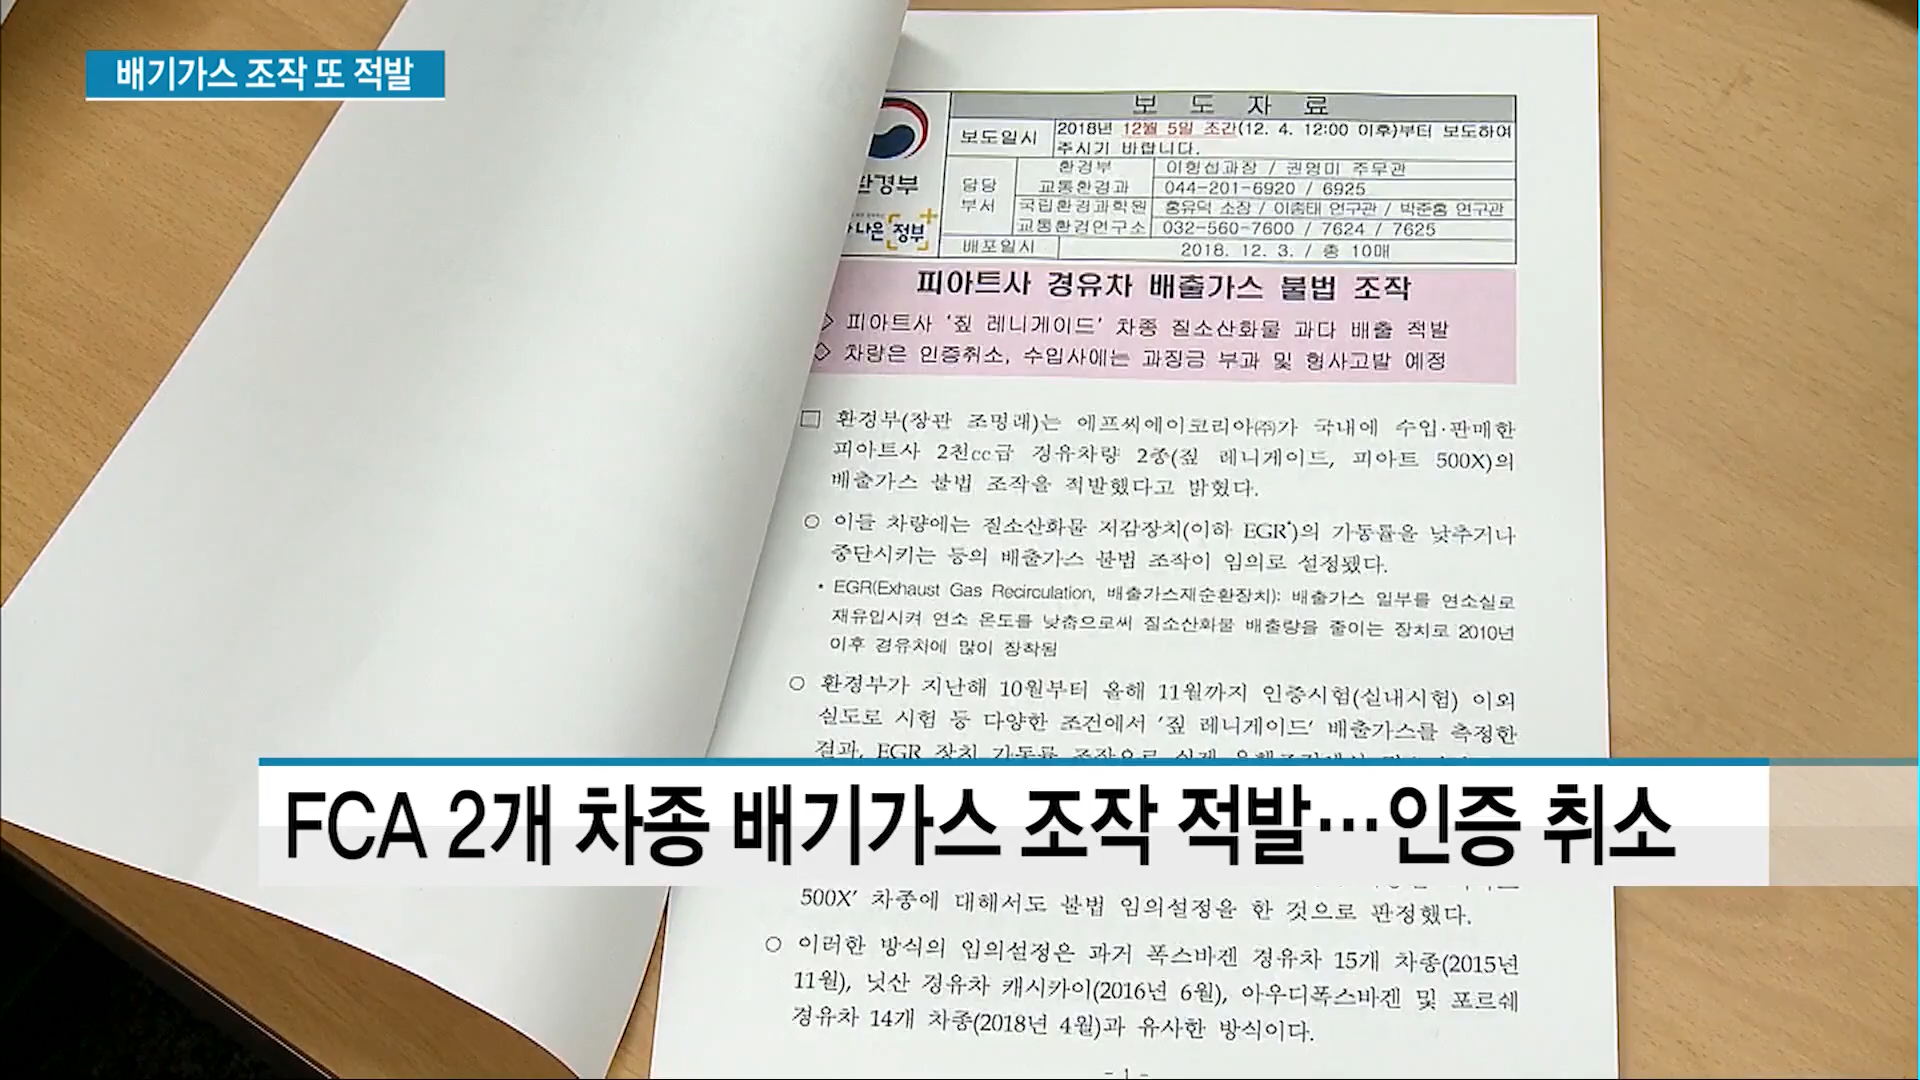 배기가스 조작 또 적발
보 도 자 료
보도일시
2018년 12월 5일 조간(12. 4. 12:00 이후)부터 보도하여
주시기 바랍니다.
환경부
나은 정부
담당
부서
환경부
교통환경과
이형섭과장 / 권영미 주무관
044-201-6920 / 6925
국립환경과학원
교통환경연구소
홍유덕 소장 / 이춤태 연구관 / 박준홍 연구관
032-560-7600 / 7624 / 7625
배포일시
2018. 12. 3. / 총 10매
피아트사 경유차 배출가스 불법 조작
◇ 피아트사 '짚 레니게이드' 차종 질소산화물 과다 배출 적발
◇ 차량은 인증취소, 수입사에는 과징금 부과 및 형사고발 예정
□ 환경부(장관 조명래)는 에프씨에이코리아㈜가 국내에 수입·판매한
피아트사 2천cc급 경유차량 2종(짚 레니게이드, 피아트 500X)의
배출가스 불법 조작을 적발했다고 밝혔다.
○ 이들 차량에는 질소산화물 저감장치(이하 EGR*)의 가동률을 낮추거나
중단시키는 등의 배출가스 불법 조작이 임의로 설정됐다.
* EGR(Exhaust Gas Recirculation, 배출가스재순환장치): 배출가스 일부를 연소실로
재유입시켜 연소 온도를 낮춤으로써 질소산화물 배출량을 줄이는 장치로 2010년
이후 경유차에 많이 장착됨
○ 환경부가 지난해 10월부터 올해 11월까지 인증시험(실내시험) 이외
실도로 시험 등 다양한 조건에서 '짚 레니게이드' 배출가스를 측정한
결과, EGR 장치 가동률 조작으로 실제
FCA 2개 차종 배기가스 조작 적발…인증 취소
500X' 차종에 대해서도 불법 임의설정을 한 것으로 판정했다.
○ 이러한 방식의 임의설정은 과거 폭스바겐 경유차 15개 차종(2015년
11월), 닛산 경유차 캐시카이(2016년 6월), 아우디폭스바겐 및 포르쉐
경유차 14개 차종(2018년 4월)과 유사한 방식이다.
- 1 -